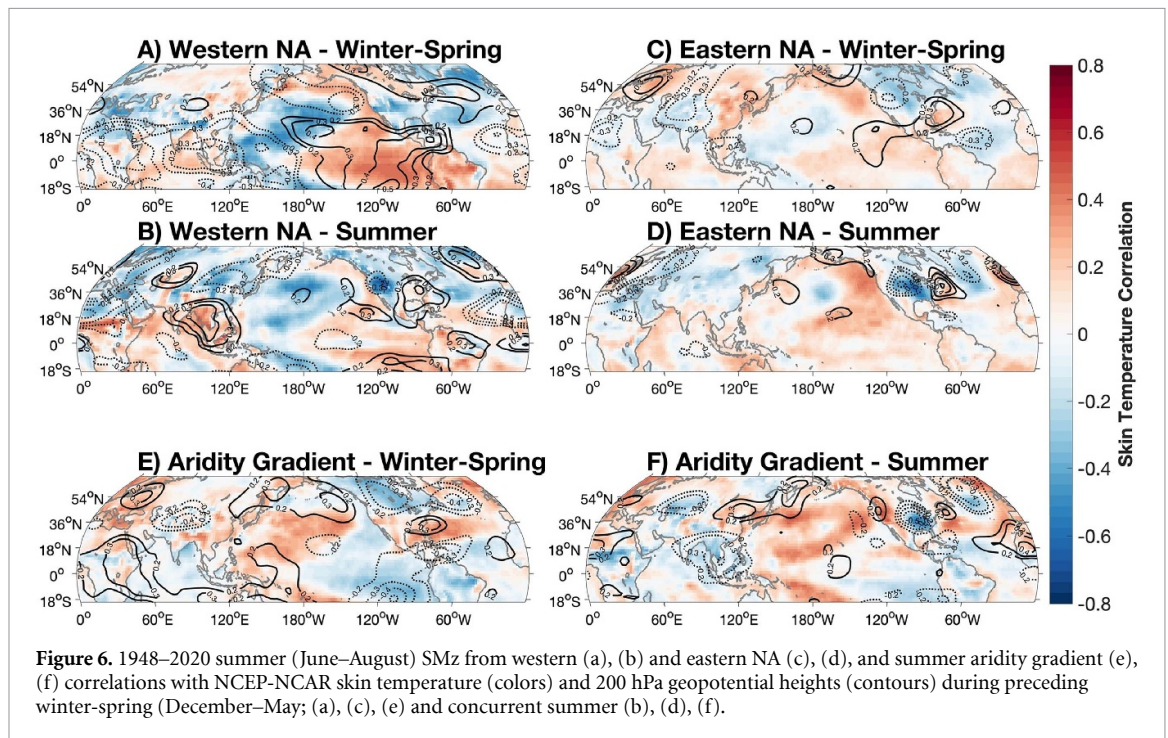 A) Western NA - Winter-Spring
C) Eastern NA - Winter-Spring
54°N
36°N
18°N
0°
18°S
0° 60°E 120°E 180°W 120°W 60°W
54°N
36°N
18°N
0°
18°S
0° 60°E 120°E 180°W 120°W 60°W
B) Western NA - Summer
D) Eastern NA - Summer
54°N
36°N
18°N
0°
18°S
0° 60°E 120°E 180°W 120°W 60°W
54°N
36°N
18°N
0°
18°S
0° 60°E 120°E 180°W 120°W 60°W
E) Aridity Gradient - Winter-Spring
F) Aridity Gradient - Summer
54°N
36°N
18°N
0°
18°S
0° 60°E 120°E 180°W 120°W 60°W
54°N
36°N
18°N
0°
18°S
0° 60°E 120°E 180°W 120°W 60°W
0.8
0.6
0.4
0.2
0
-0.2
-0.4
-0.6
-0.8
Skin Temperature Correlation
Figure 6. 1948–2020 summer (June–August) SMz from western (a), (b) and eastern NA (c), (d), and summer aridity gradient (e),
(f) correlations with NCEP-NCAR skin temperature (colors) and 200 hPa geopotential heights (contours) during preceding
winter-spring (December–May; (a), (c), (e) and concurrent summer (b), (d), (f).